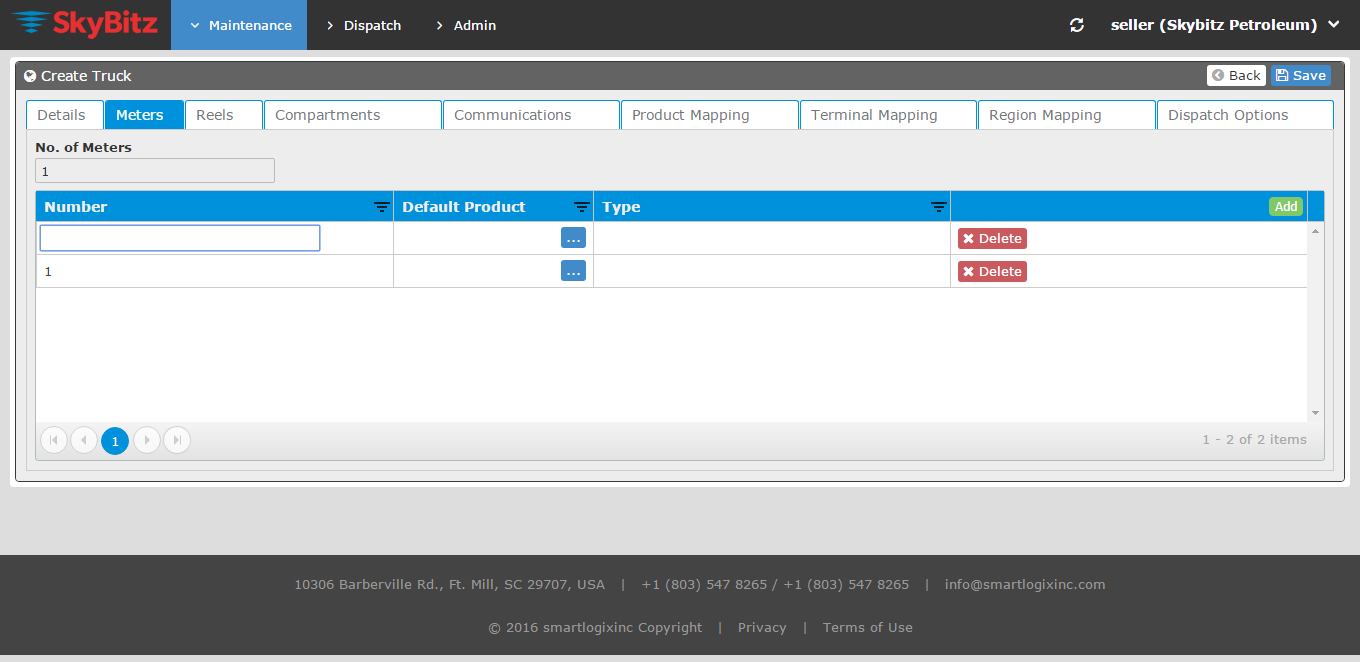 SkyBitz Maintenance Dispatch Admin seller (Skybitz Petroleum)
Create Truck Back Save
Details Meters Reels Compartments Communications Product Mapping Terminal Mapping Region Mapping Dispatch Options
No. of Meters
1
Number Default Product Type Add
... Delete
1 ... Delete
1 1 - 2 of 2 items
10306 Barberville Rd., Ft. Mill, SC 29707, USA | +1 (803) 547 8265 / +1 (803) 547 8265 | info@smartlogixinc.com
© 2016 smartlogixinc Copyright | Privacy | Terms of Use